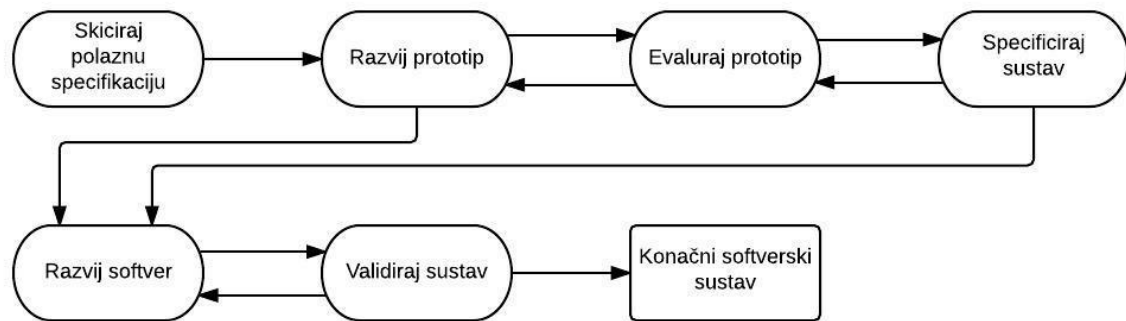 Skiciraj
polaznu
specifikaciju
Razvij prototip
Evaluraj prototip
Specificiraj
sustav
Razvij softver
Validiraj sustav
Konačni softverski
sustav